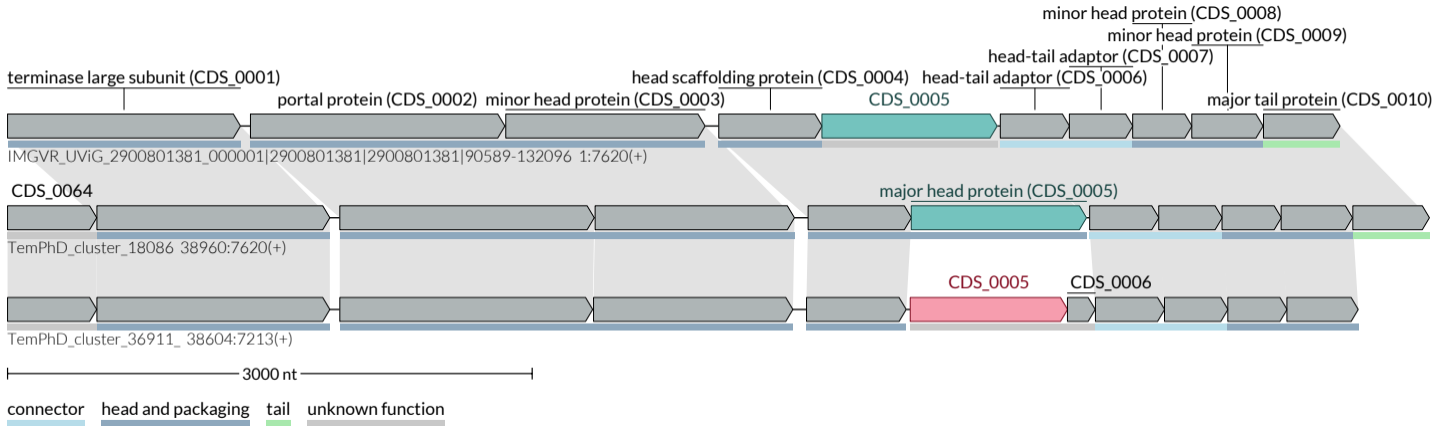 minor head protein (CDS_0008)
minor head protein (CDS_0009)
head-tail adaptor (CDS_0007)
terminase large subunit (CDS_0001)
head scaffolding protein (CDS_0004)
head-tail adaptor (CDS_0006)
portal protein (CDS_0002)
minor head protein (CDS_0003)
CDS_0005
major tail protein (CDS_0010)
IMGVR_UViG_2900801381_000001|2900801381|2900801381|90589-132096 1:7620(+)
CDS_0064
major head protein (CDS_0005)
TemPhD_cluster_18086 38960:7620(+)
CDS_0005
CDS_0006
TemPhD_cluster_36911_ 38604:7213(+)
3000 nt
connector
head and packaging
tail
unknown function